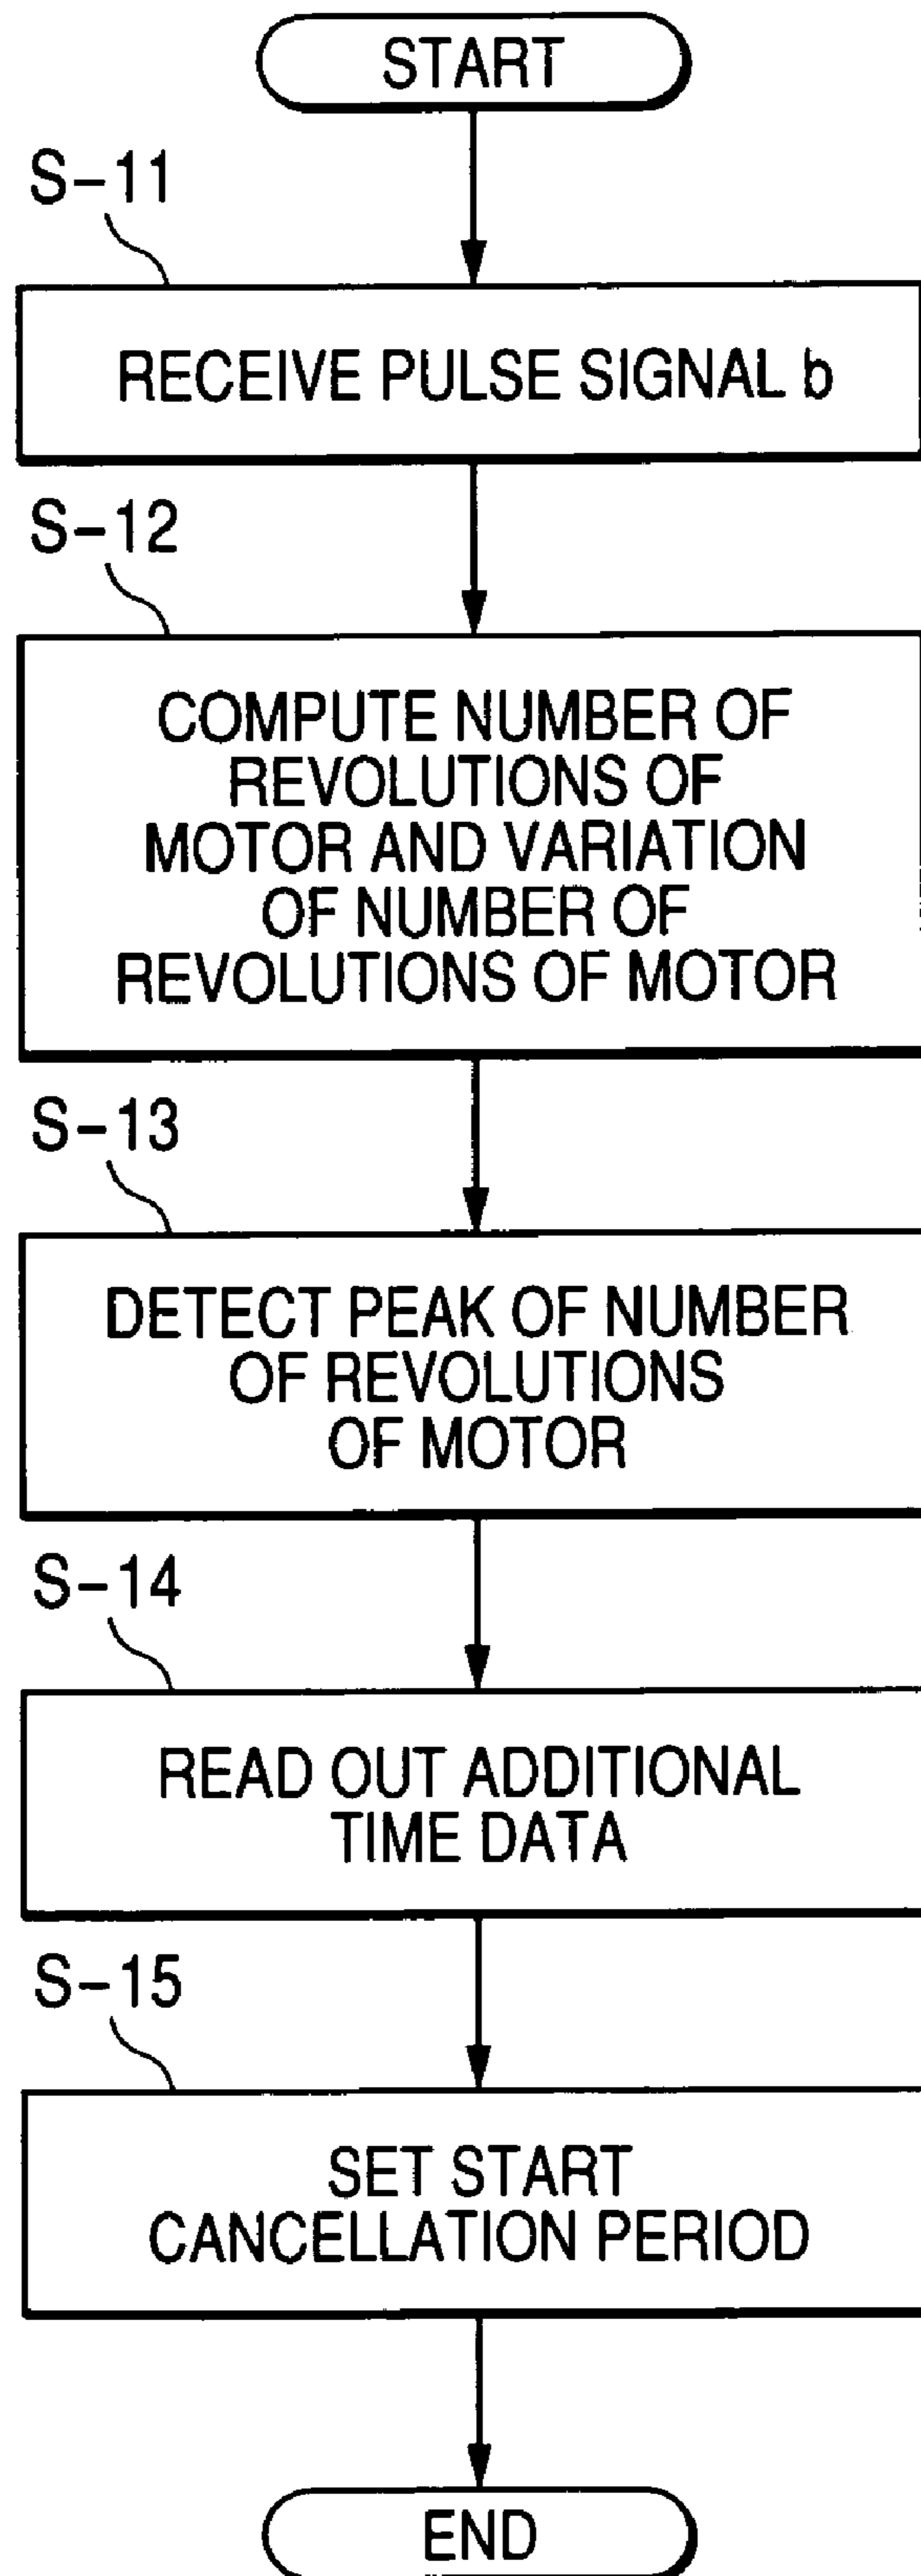 START
S-11
RECEIVE PULSE SIGNAL b
S-12
COMPUTE NUMBER OF
REVOLUTIONS OF
MOTOR AND VARIATION
OF NUMBER OF
REVOLUTIONS OF MOTOR
S-13
DETECT PEAK OF NUMBER
OF REVOLUTIONS
OF MOTOR
S-14
READ OUT ADDITIONAL
TIME DATA
S-15
SET START
CANCELLATION PERIOD
END